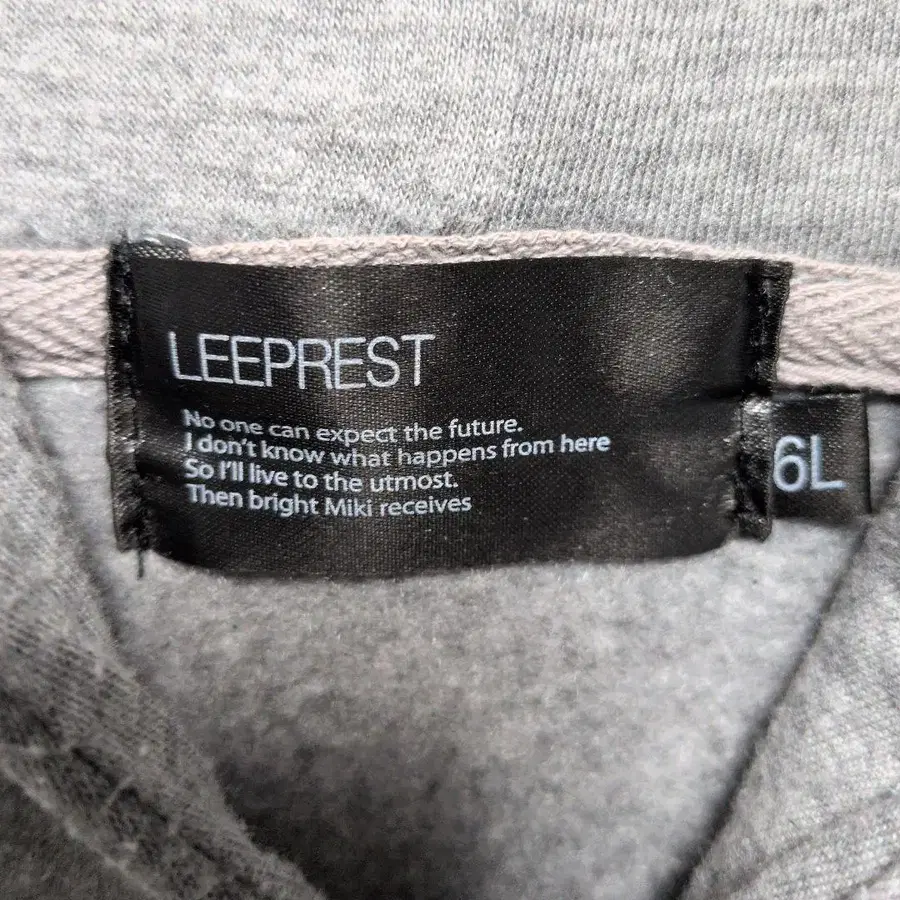 LEEPREST
No one can expect the future.
I don't know what happens from here
So I'll live to the utmost.
Then bright Miki receives
6L